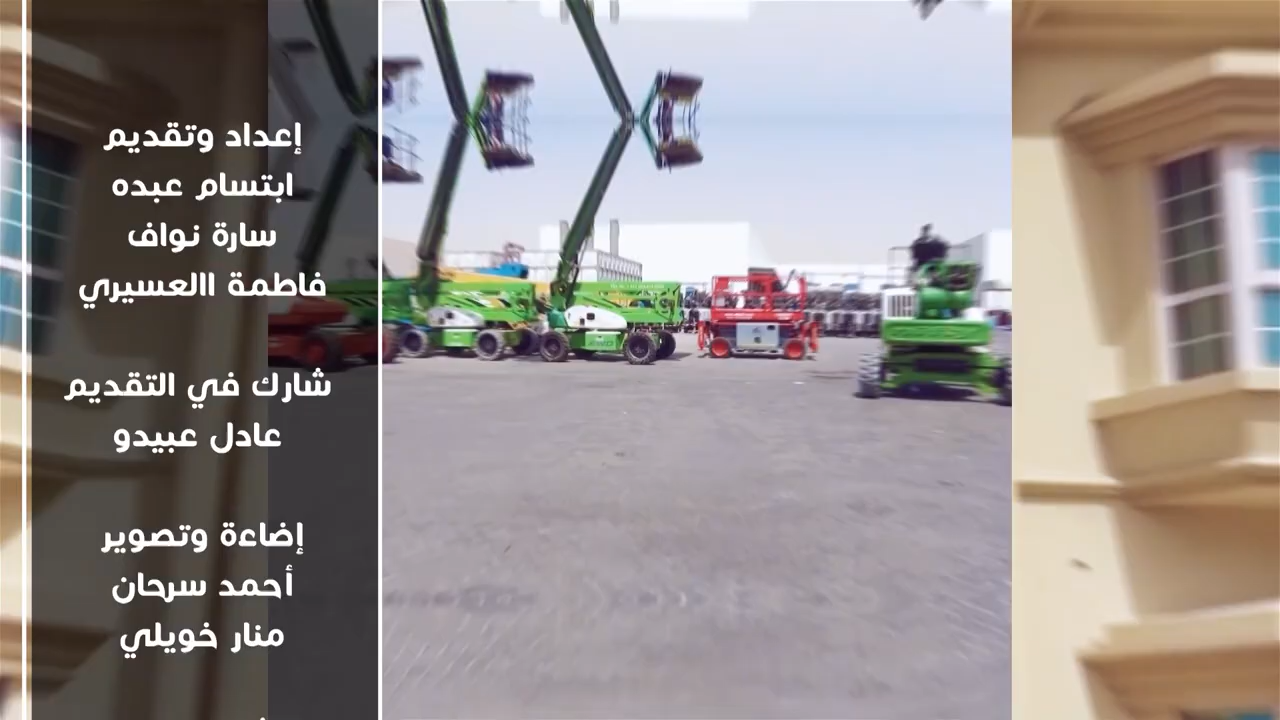 إعداد وتقديم
ابتسام عبده
سارة نواف
فاطمة االعسيري
شارك في التقديم
عادل عبيدو
إضاءة وتصوير
أحمد سرحان
منار خويلي